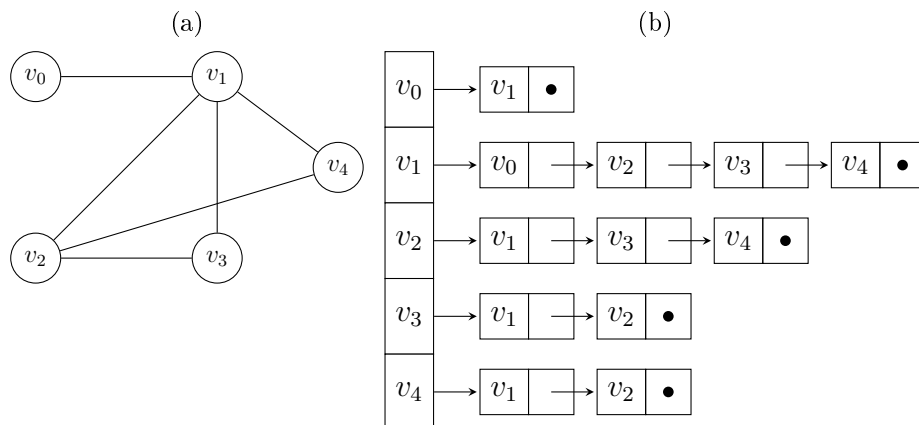 (a)
(b)
v₀ v₁
v₄
v₂ v₃
v₀ v₁
v₁ v₀ v₂ v₃ v₄
v₂ v₁ v₃ v₄
v₃ v₁ v₂
v₄ v₁ v₂